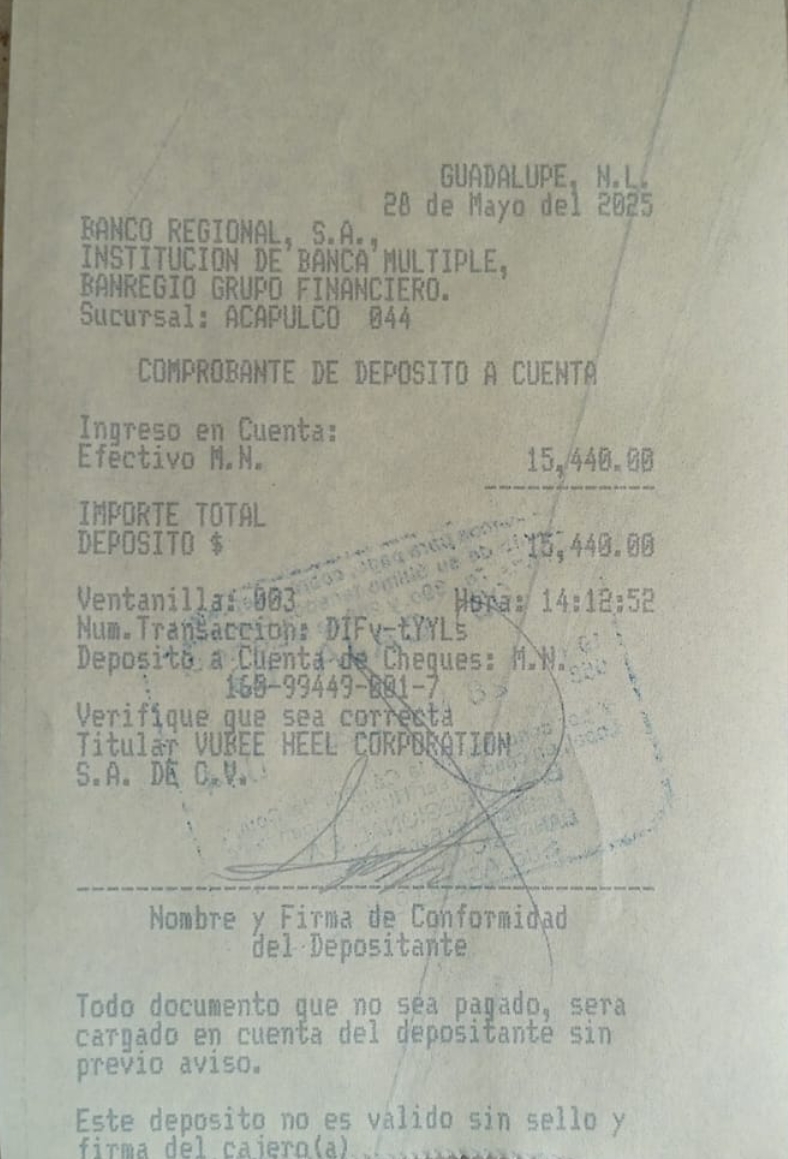 GUADALUPE, N.L.
28 de Mayo del 2025
BANCO REGIONAL, S.A.,
INSTITUCION DE BANCA MULTIPLE,
BANREGIO GRUPO FINANCIERO.
Sucursal: ACAPULCO 044
COMPROBANTE DE DEPOSITO A CUENTA
Ingreso en Cuenta:
Efectivo M.N. 15,440.00
IMPORTE TOTAL
DEPOSITO $ 15,440.00
Ventanilla: 003 Hora: 14:12:52
Num.Transaccion: DIFv-tYYLs
Deposito a Cuenta de Cheques: M.N.
168-99449-001-7
Verifique que sea correcta
Titular VUBEE HEEL CORPORATION
S.A. DE C.V.
Nombre y Firma de Conformidad
del Depositante
Todo documento que no sea pagado, sera
cargado en cuenta del depositante sin
previo aviso.
Este deposito no es valido sin sello y
firma del cajero(a)